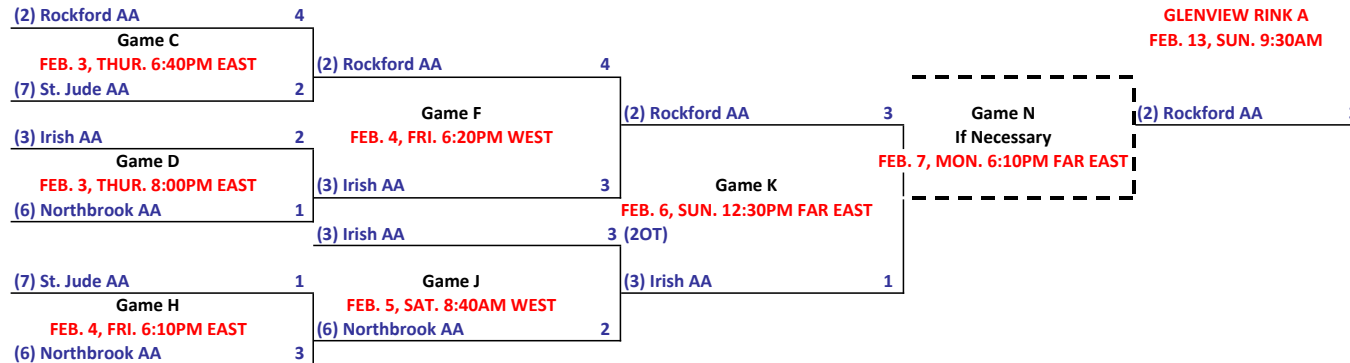 (2) Rockford AA 4
Game C
FEB. 3, THUR. 6:40PM EAST
(7) St. Jude AA 2
(3) Irish AA 2
Game D
FEB. 3, THUR. 8:00PM EAST
(6) Northbrook AA 1
(7) St. Jude AA 1
Game H
FEB. 4, FRI. 6:10PM EAST
(6) Northbrook AA 3
(2) Rockford AA 4
Game F
FEB. 4, FRI. 6:20PM WEST
(3) Irish AA 3
(3) Irish AA 3 (2OT)
Game J
FEB. 5, SAT. 8:40AM WEST
(6) Northbrook AA 2
(2) Rockford AA 3
Game K
FEB. 6, SUN. 12:30PM FAR EAST
(3) Irish AA 1
Game N
If Necessary
FEB. 7, MON. 6:10PM FAR EAST
GLENVIEW RINK A
FEB. 13, SUN. 9:30AM
(2) Rockford AA